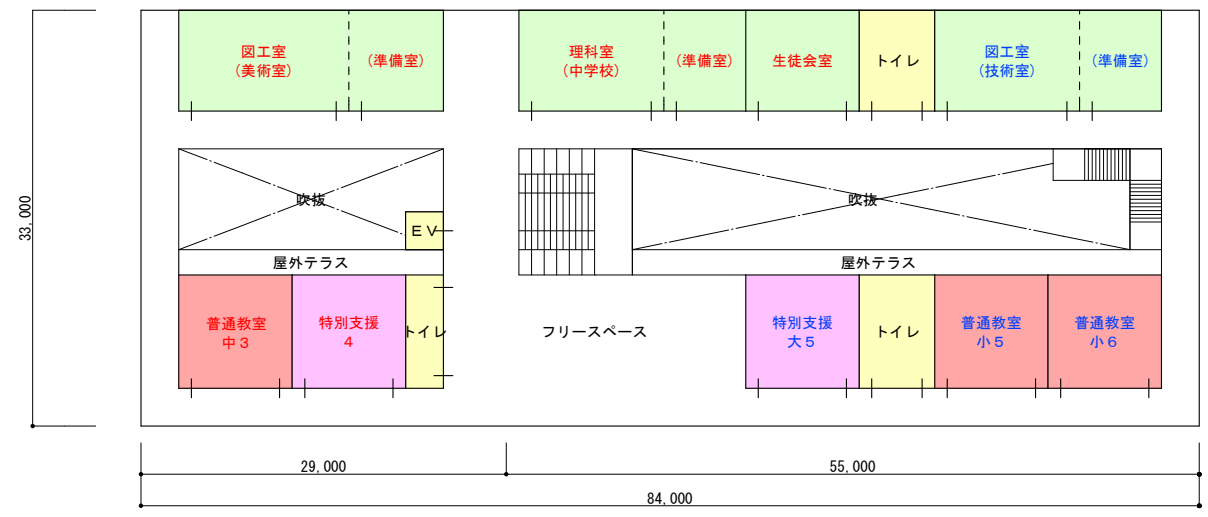 図工室
(美術室)
(準備室)
理科室
(中学校)
(準備室)
生徒会室
トイレ
図工室
(技術室)
(準備室)
吹抜
ＥＶ
吹抜
屋外テラス
屋外テラス
普通教室
中３
特別支援
４
トイレ
フリースペース
特別支援
大５
トイレ
普通教室
小５
普通教室
小６
33,000
29,000
55,000
84,000